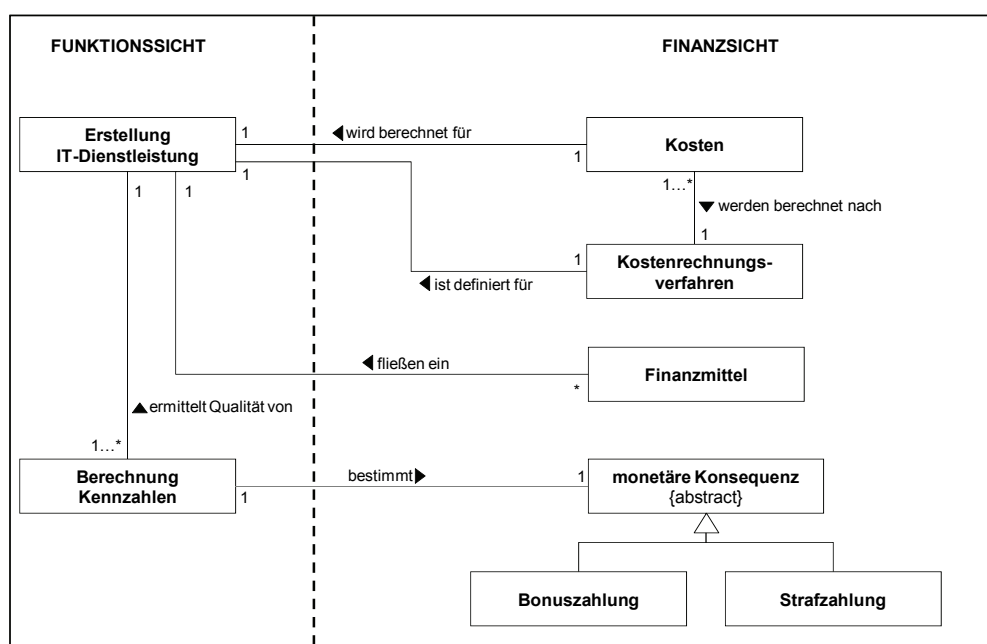 FUNKTIONSSICHT
FINANZSICHT
Erstellung
IT-Dienstleistung
1
◄ wird berechnet für
1
Kosten
1
1
1
1…*
▼ werden berechnet nach
1
Kostenrechnungs-
verfahren
1
◄ ist definiert für
◄ fließen ein
*
Finanzmittel
▲ ermittelt Qualität von
1…*
Berechnung
Kennzahlen
1
bestimmt ►
1
monetäre Konsequenz
{abstract}
Bonuszahlung
Strafzahlung